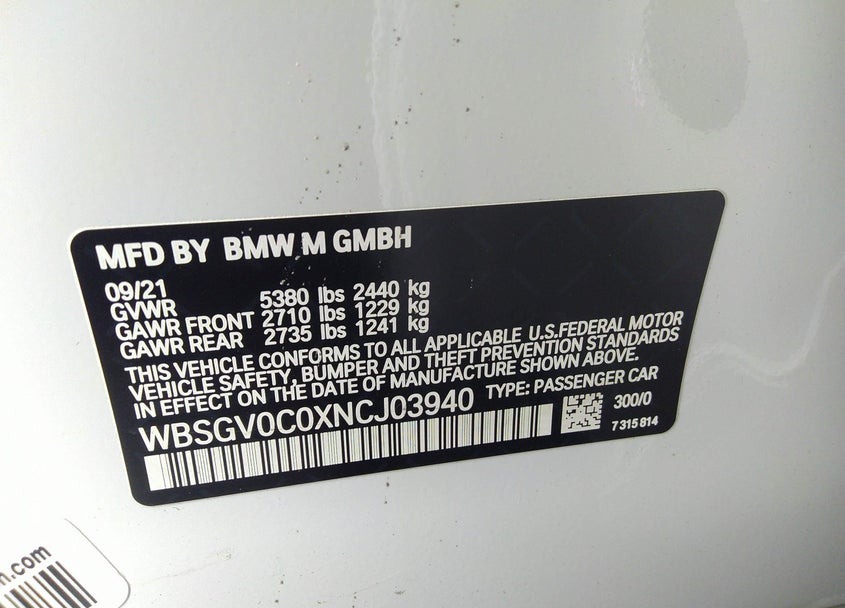 MFD BY BMW M GMBH
09/21
GVWR 5380 lbs 2440 kg
GAWR FRONT 2710 lbs 1229 kg
GAWR REAR 2735 lbs 1241 kg
THIS VEHICLE CONFORMS TO ALL APPLICABLE U.S.FEDERAL MOTOR
VEHICLE SAFETY, BUMPER AND THEFT PREVENTION STANDARDS
IN EFFECT ON THE DATE OF MANUFACTURE SHOWN ABOVE.
WBSGV0C0XNCJ03940 TYPE: PASSENGER CAR
300/0
7 315 814